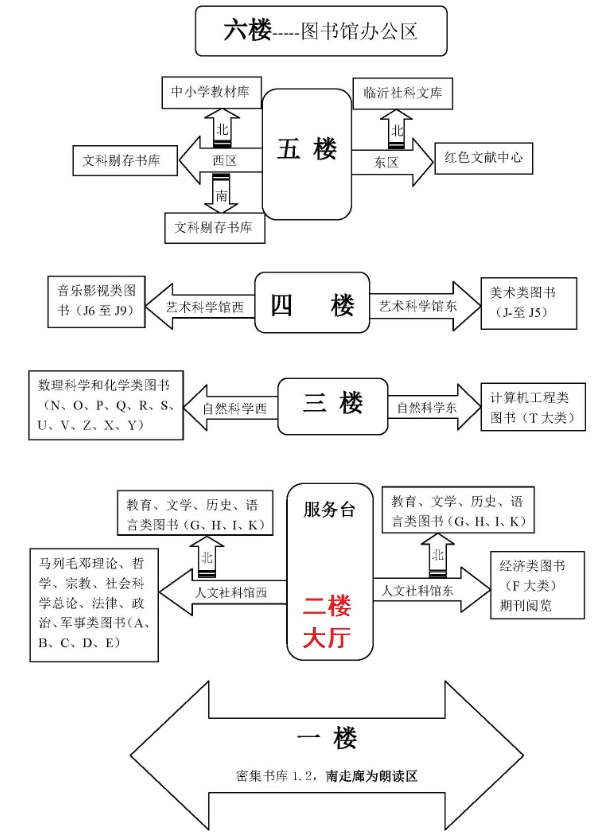 六楼-----图书馆办公区
中小学教材库
临沂社科文库
北
北
五 楼
文科剔存书库
西区
东区
红色文献中心
南
文科剔存书库
音乐影视类图
书（J6 至 J9）
艺术科学馆西
四 楼
艺术科学馆东
美术类图书
（J-至 J5）
数理科学和化学类图书
（N、O、P、Q、R、S、
U、V、Z、X、Y）
自然科学西
三 楼
自然科学东
计算机工程类
图书（T 大类）
教育、文学、历史、语
言类图书（G、H、I、K）
服务台
教育、文学、历史、语
言类图书（G、H、I、K）
北
北
马列毛邓理论、哲
学、宗教、社会科
学总论、法律、政
治、军事类图书（A、
B、C、D、E）
人文社科馆西
二楼
大厅
人文社科馆东
经济类图书
（F 大类）
期刊阅览
一 楼
密集书库 1.2，南走廊为朗读区